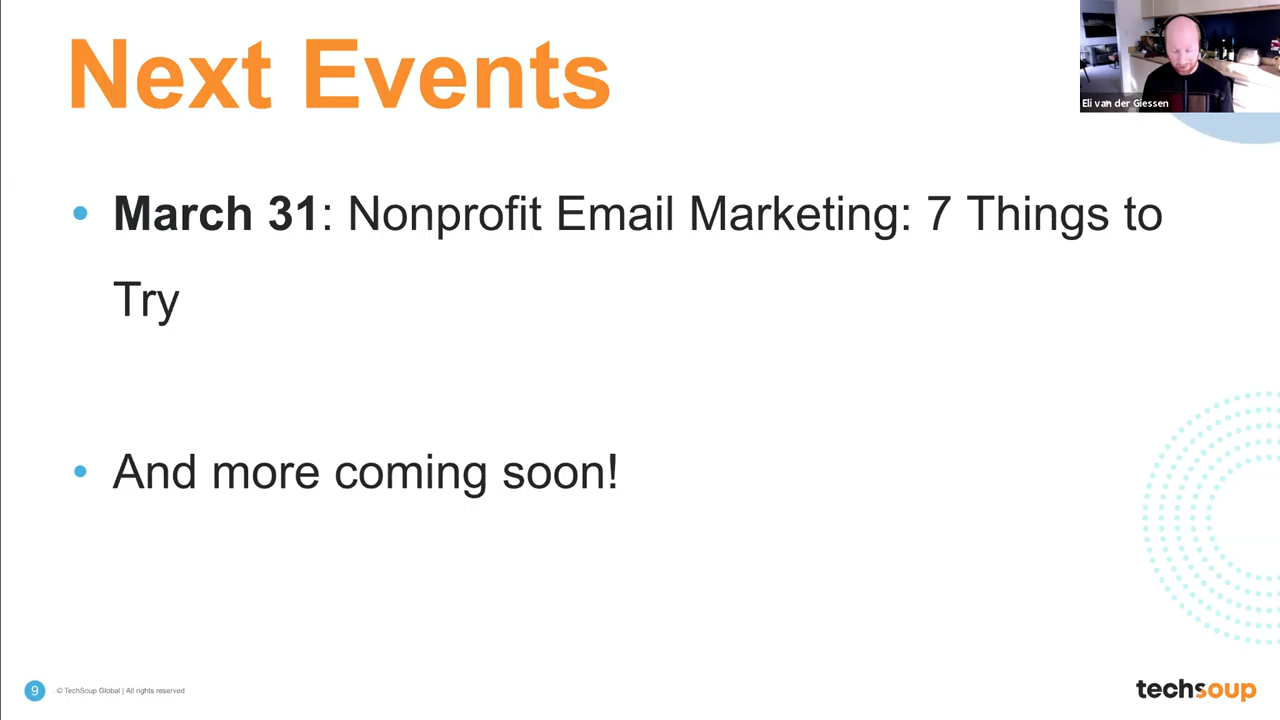 Next Events
Eli van der Giessen
• March 31: Nonprofit Email Marketing: 7 Things to
Try
• And more coming soon!
9
© TechSoup Global | All rights reserved
techsoup